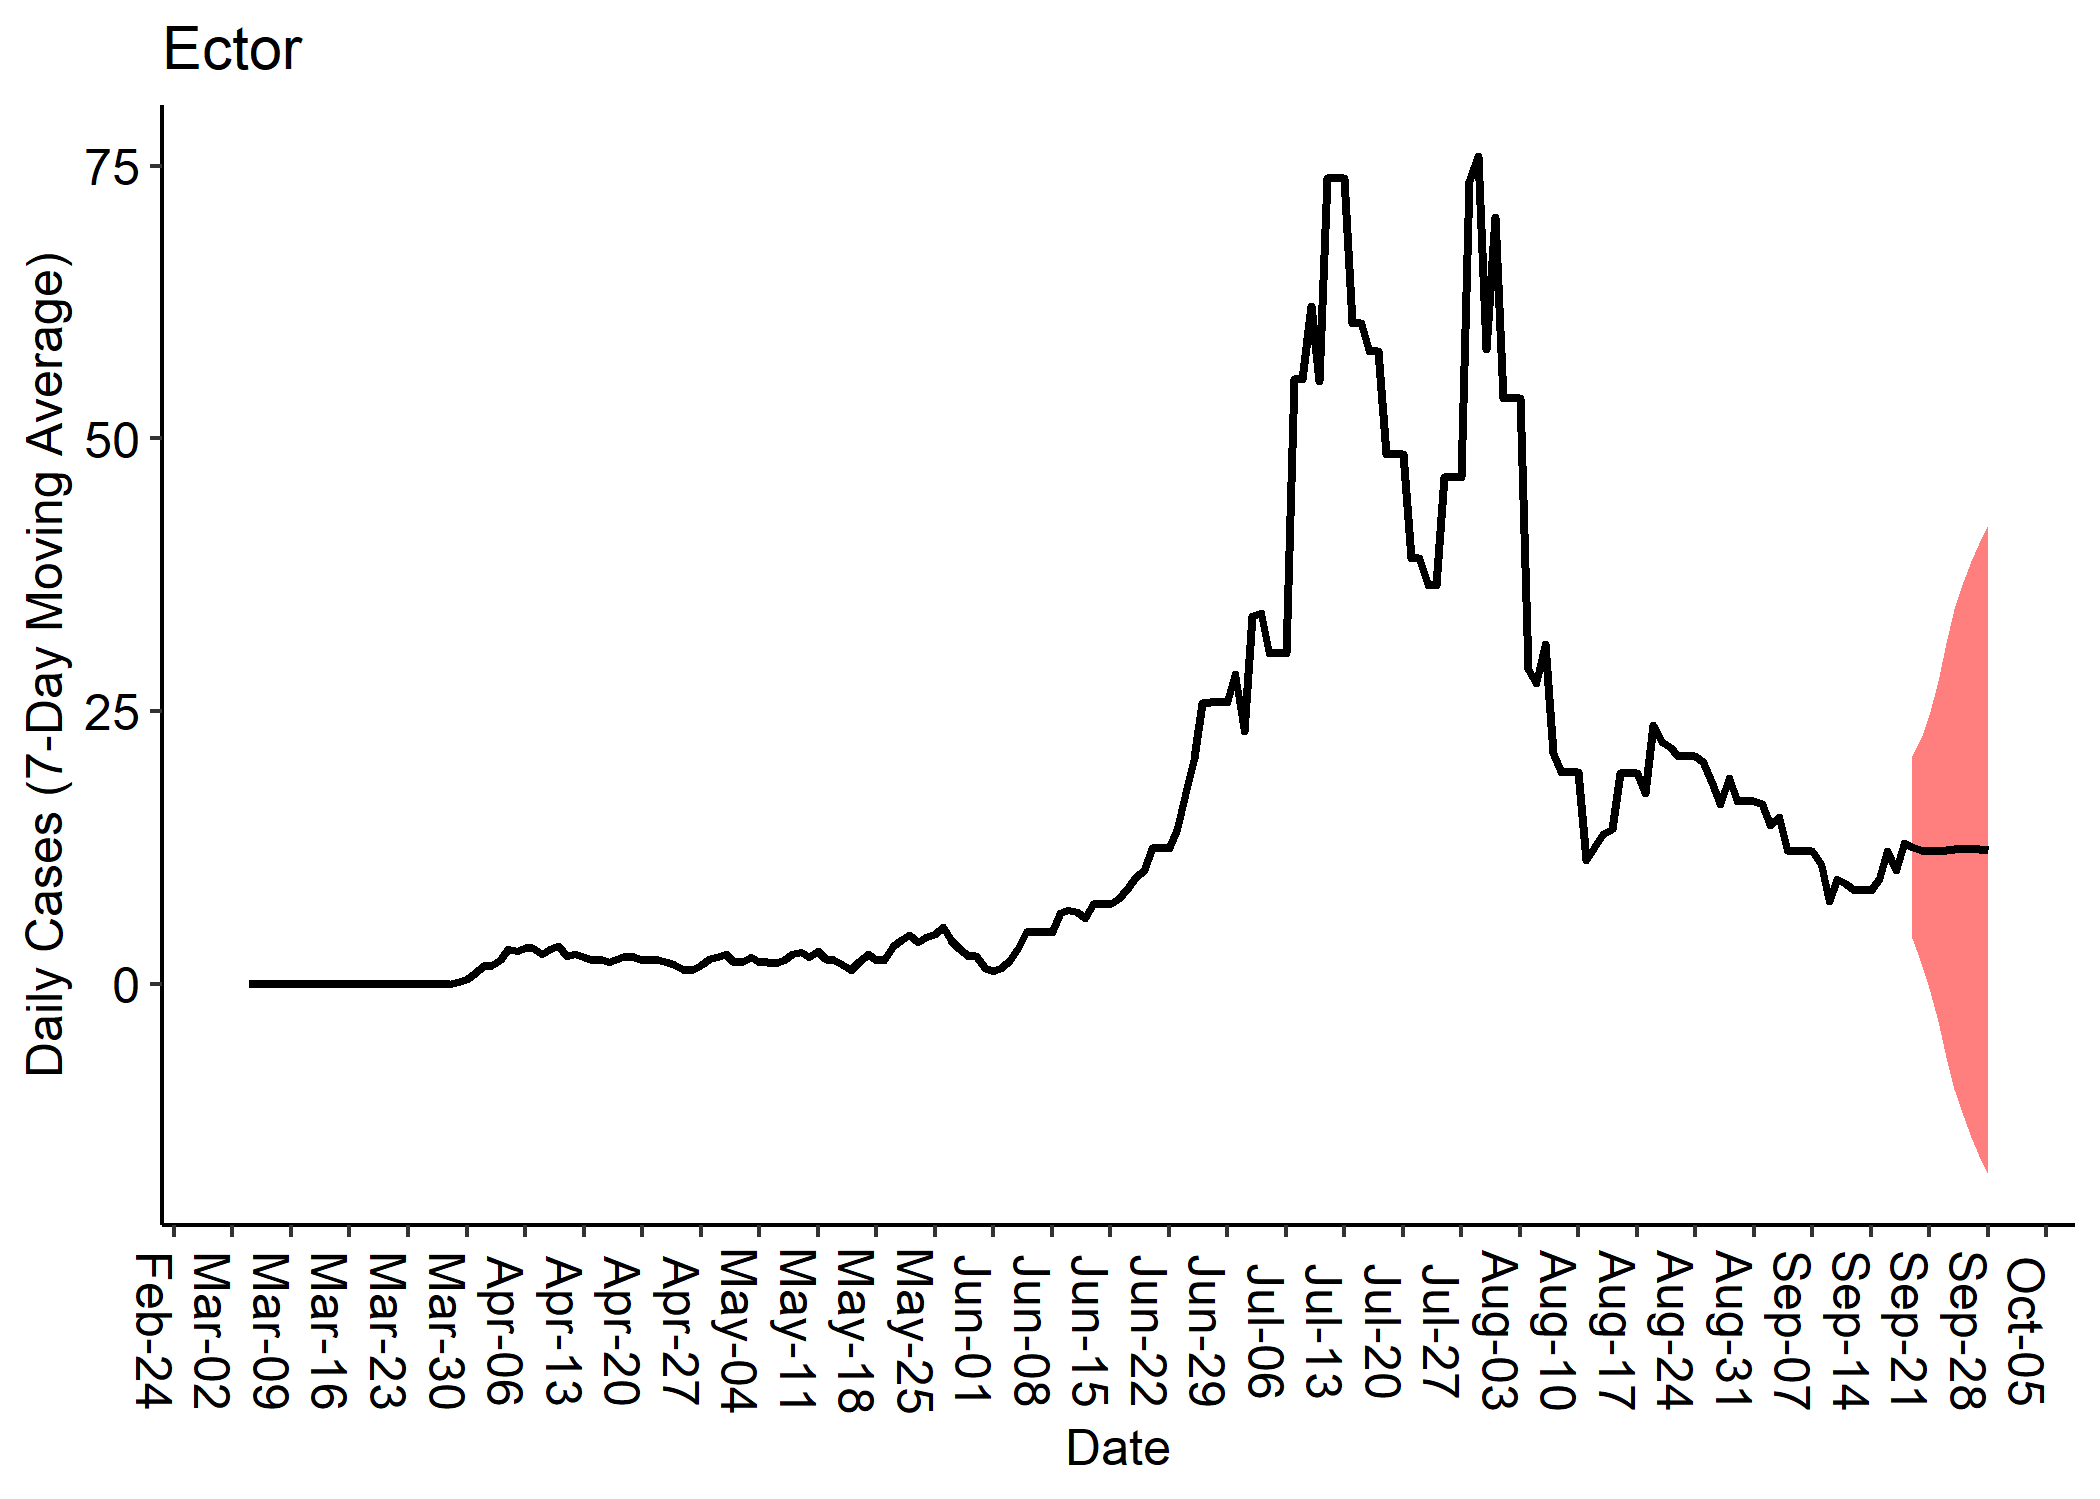 Ector
Daily Cases (7-Day Moving Average)
75
50
25
0
Feb-24
Mar-02
Mar-09
Mar-16
Mar-23
Mar-30
Apr-06
Apr-13
Apr-20
Apr-27
May-04
May-11
May-18
May-25
Jun-01
Jun-08
Jun-15
Jun-22
Jun-29
Jul-06
Jul-13
Jul-20
Jul-27
Aug-03
Aug-10
Aug-17
Aug-24
Aug-31
Sep-07
Sep-14
Sep-21
Sep-28
Oct-05
Date